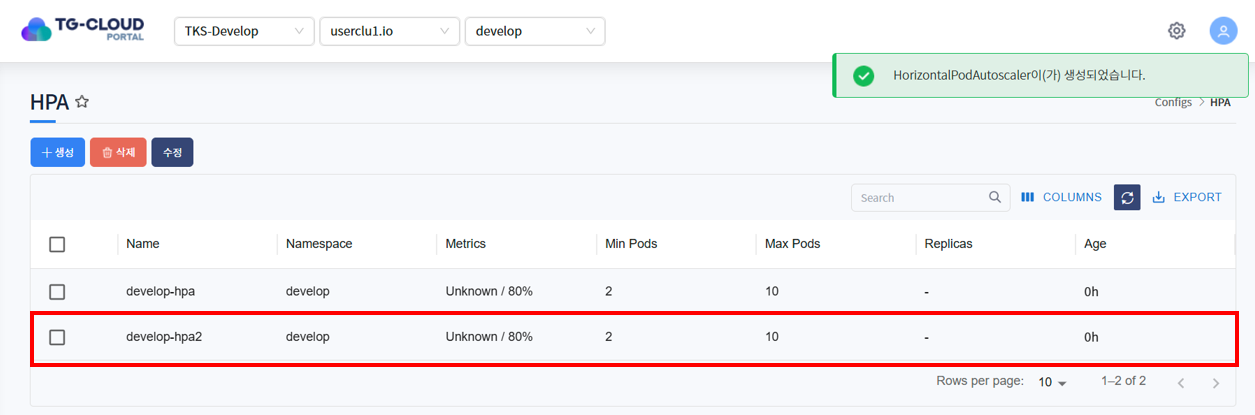 TG-CLOUD
PORTAL
TKS-Develop userclu1.io develop
HorizontalPodAutoscaler이(가) 생성되었습니다.
HPA
Configs > HPA
+ 생성 삭제 수정
Search COLUMNS EXPORT
Name Namespace Metrics Min Pods Max Pods Replicas Age
develop-hpa develop Unknown / 80% 2 10 - 0h
develop-hpa2 develop Unknown / 80% 2 10 - 0h
Rows per page: 10 1–2 of 2